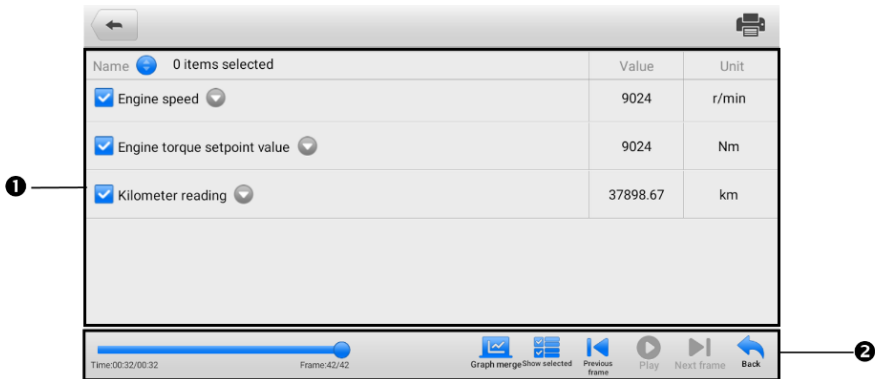 Name 0 items selected Value Unit
Engine speed 9024 r/min
Engine torque setpoint value 9024 Nm
❶
Kilometer reading 37898.67 km
❷
Time:00:32/00:32 Frame:42/42 Graph merge Show selected Previous frame Play Next frame Back